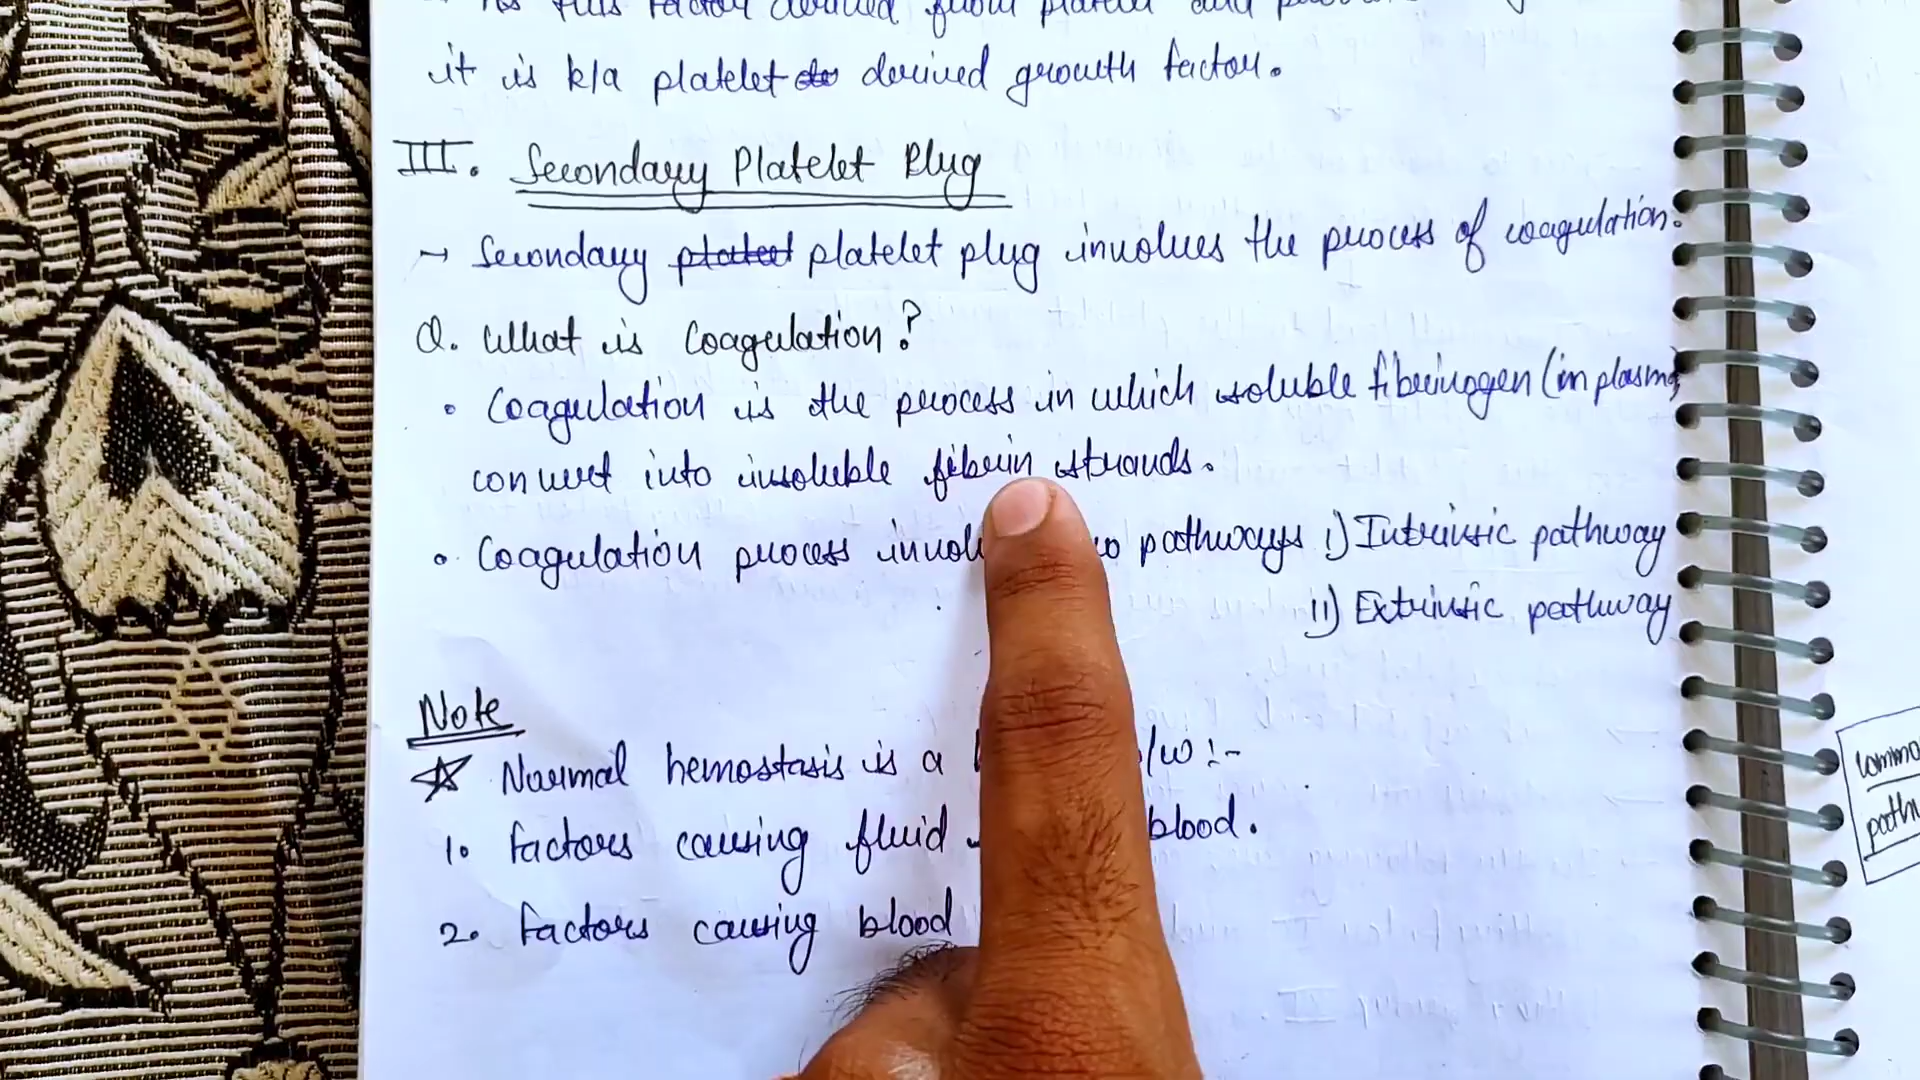 it is k/a platelet derived growth factor.
III. Secondary Platelet Plug
→ Secondary platelet plug involves the process of coagulation.
Q. What is Coagulation?
• Coagulation is the process in which soluble fibrinogen (in plasma)
convert into insoluble fibrin strands.
• Coagulation process pathways i) Intrinsic pathway
ii) Extrinsic pathway
Note
☆ Normal hemostasis is a b/w :-
1. factors causing fluid blood.
2. factors causing blood